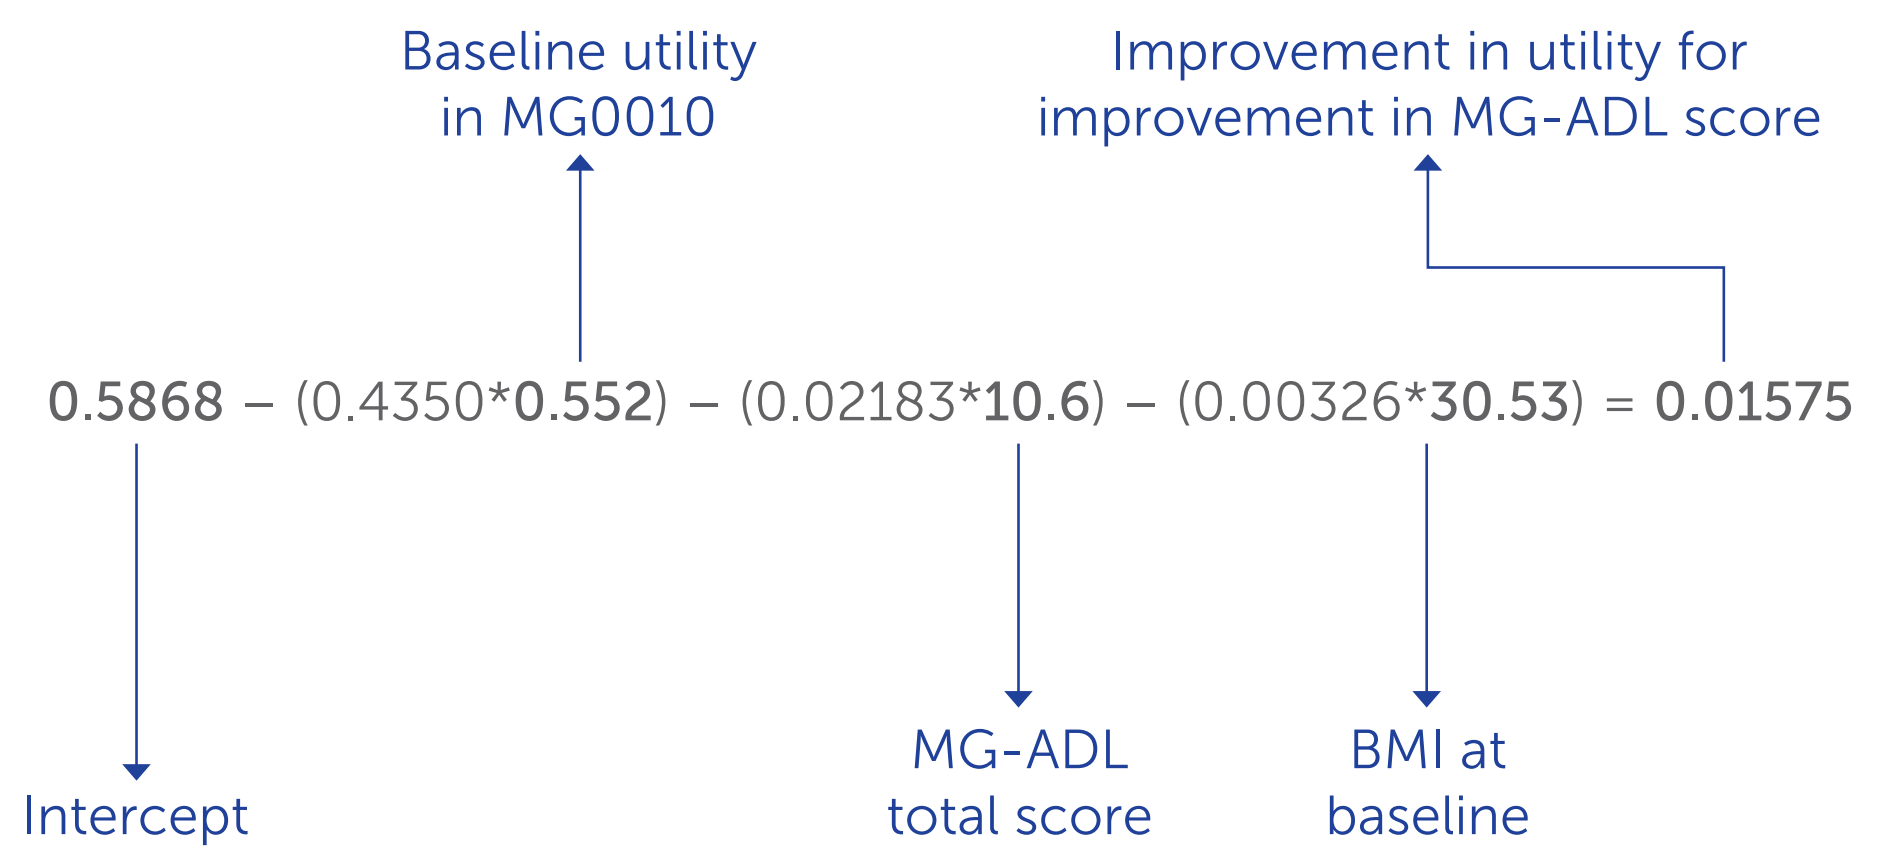 Baseline utility
in MG0010
Improvement in utility for
improvement in MG-ADL score
0.5868 – (0.4350*0.552) – (0.02183*10.6) – (0.00326*30.53) = 0.01575
Intercept
MG-ADL
total score
BMI at
baseline